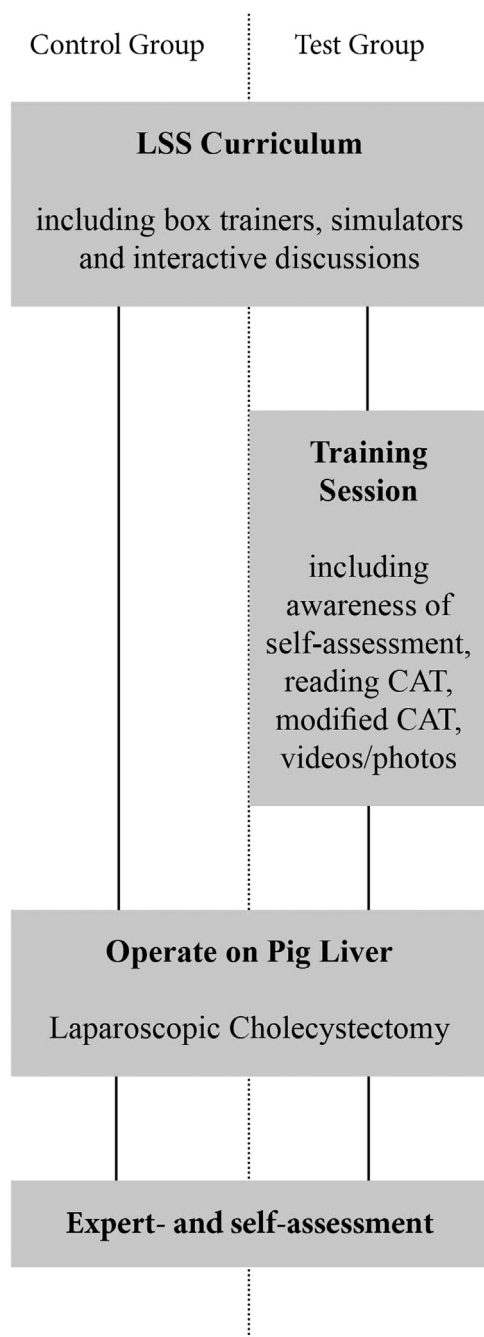 Control Group
Test Group
LSS Curriculum
including box trainers, simulators
and interactive discussions
Training
Session
including
awareness of
self-assessment,
reading CAT,
modified CAT,
videos/photos
Operate on Pig Liver
Laparoscopic Cholecystectomy
Expert- and self-assessment